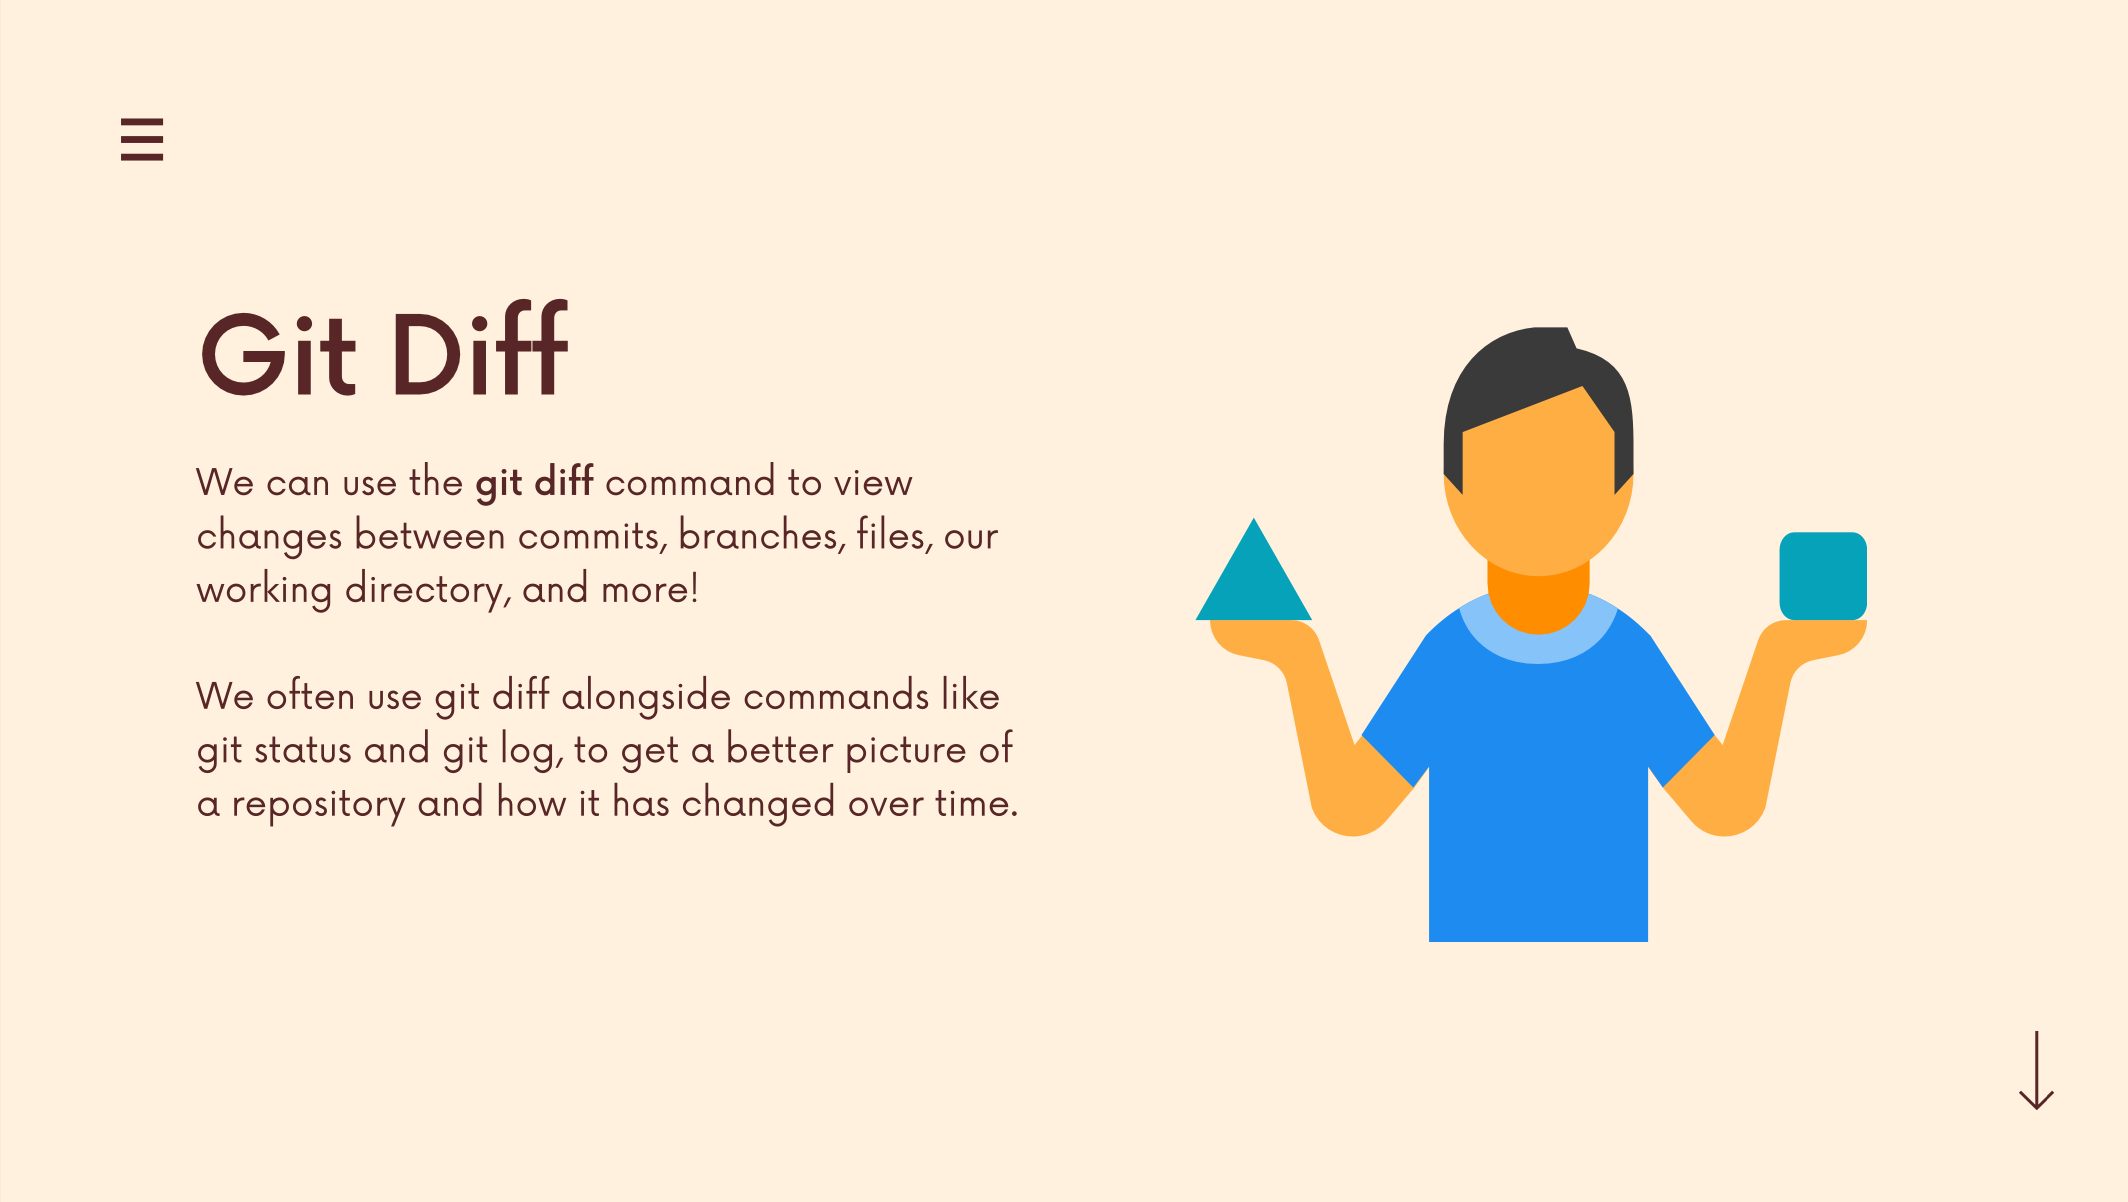 Git Diff
We can use the git diff command to view
changes between commits, branches, files, our
working directory, and more!
We often use git diff alongside commands like
git status and git log, to get a better picture of
a repository and how it has changed over time.